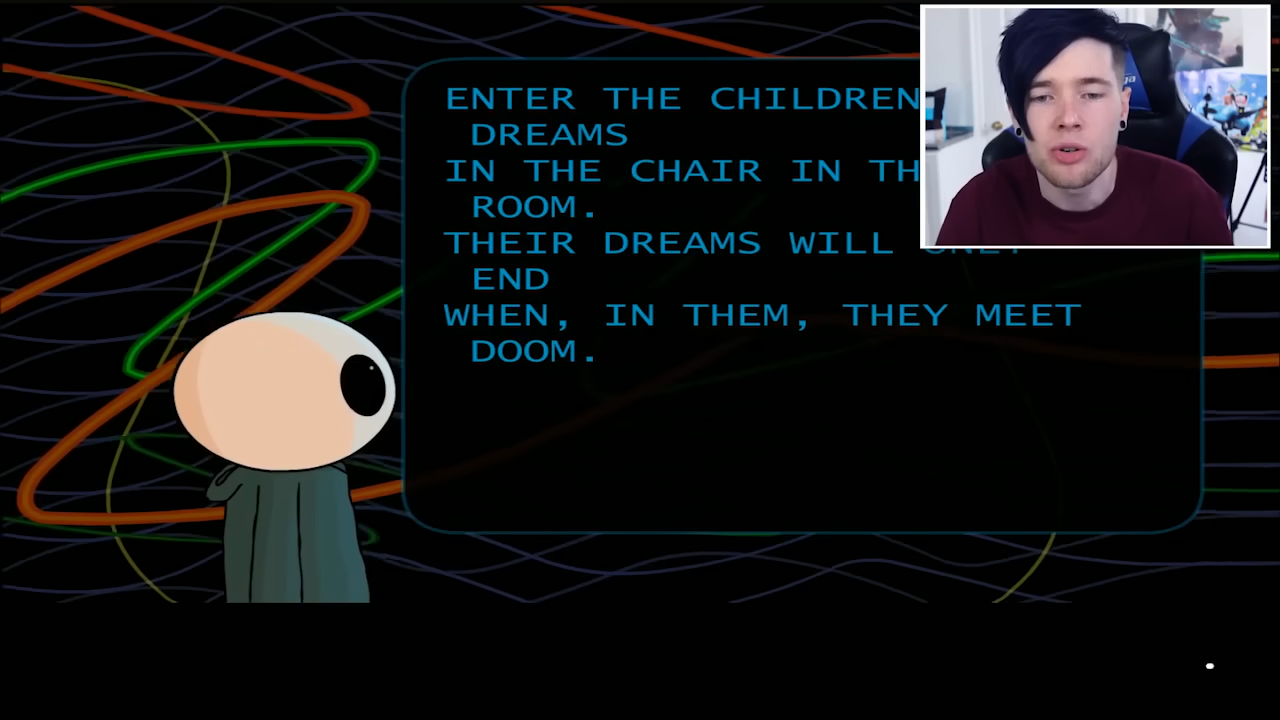 ENTER THE CHILDREN
DREAMS
IN THE CHAIR IN TH
ROOM.
THEIR DREAMS WILL
END
WHEN, IN THEM, THEY MEET
DOOM.